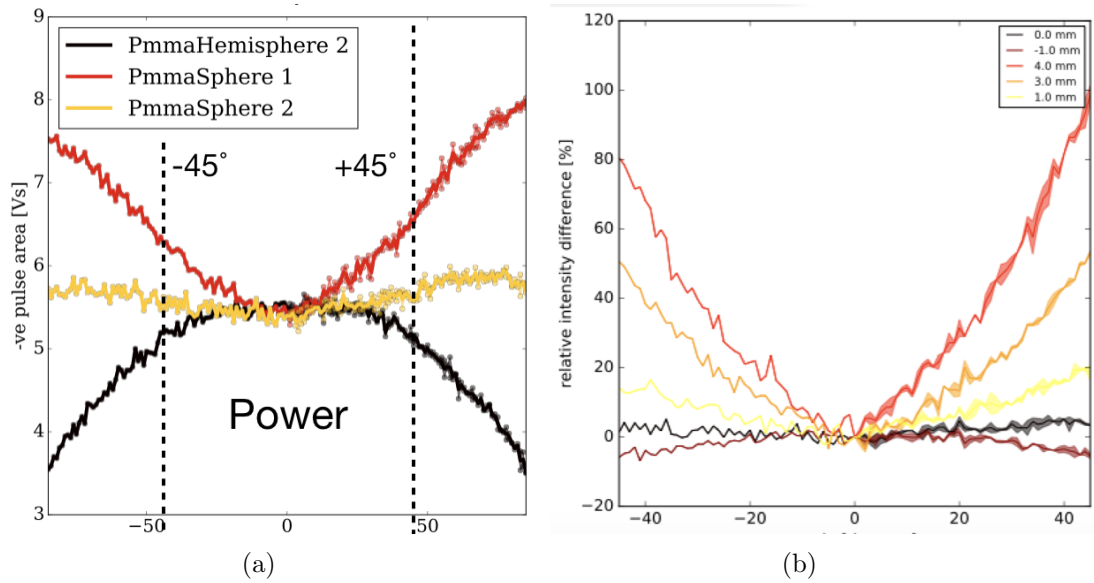 9
8
7
6
5
4
3
-ve pulse area [Vs]
PmmaHemisphere 2
PmmaSphere 1
PmmaSphere 2
-45°
+45°
Power
−50
0
50
(a)
120
100
80
60
40
20
0
−20
relative intensity difference [%]
0.0 mm
-1.0 mm
4.0 mm
3.0 mm
1.0 mm
−40
−20
0
20
40
(b)